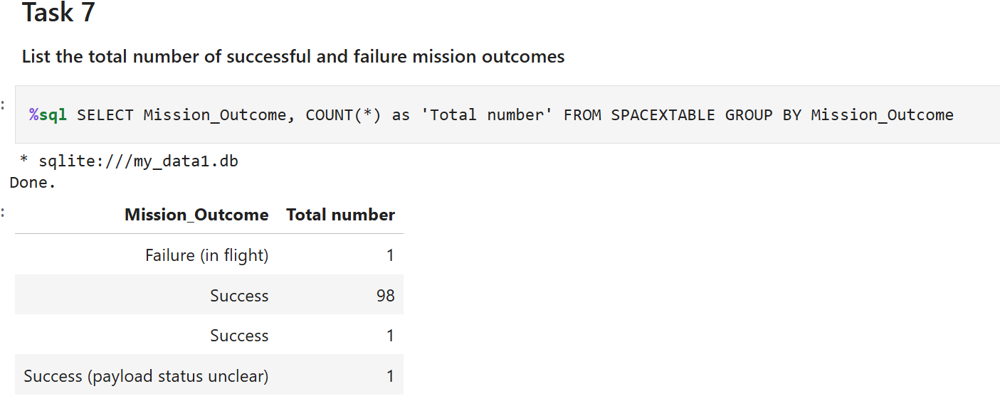 Task 7
List the total number of successful and failure mission outcomes
:
%sql SELECT Mission_Outcome, COUNT(*) as 'Total number' FROM SPACEXTABLE GROUP BY Mission_Outcome
* sqlite:///my_data1.db
Done.
:
Mission_Outcome Total number
Failure (in flight) 1
Success 98
Success 1
Success (payload status unclear) 1